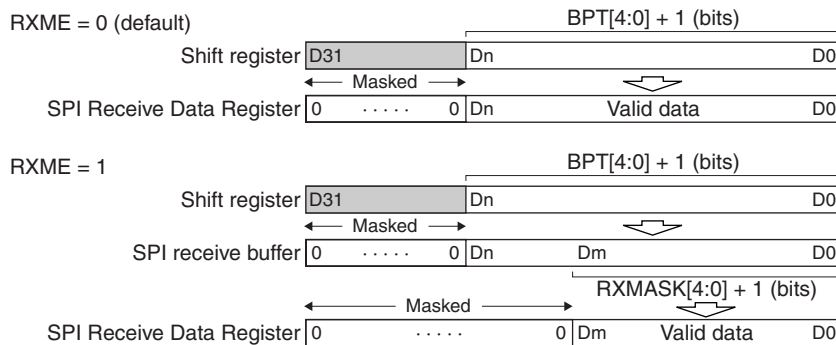 RXME = 0 (default)
BPT[4:0] + 1 (bits)
Shift register D31 Dn D0
Masked
SPI Receive Data Register 0 ····· 0 Dn Valid data D0
RXME = 1
BPT[4:0] + 1 (bits)
Shift register D31 Dn D0
Masked
SPI receive buffer 0 ····· 0 Dn Dm D0
RXMASK[4:0] + 1 (bits)
Masked
SPI Receive Data Register 0 ····· 0 Dm Valid data D0